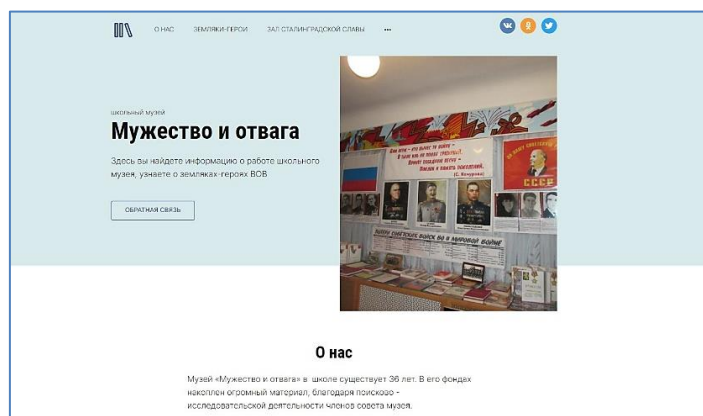 О НАС
ЗЕМЛЯКИ-ГЕРОИ
ЗАЛ СТАЛИНГРАДСКОЙ СЛАВЫ
•••
школьный музей
Мужество и отвага
Здесь вы найдете информацию о работе школьного
музея, узнаете о земляках-героях ВОВ
ОБРАТНАЯ СВЯЗЬ
СССР
О нас
Музей «Мужество и отвага» в школе существует 36 лет. В его фондах
накоплен огромный материал, благодаря поисково -
исследовательской деятельности членов совета музея.